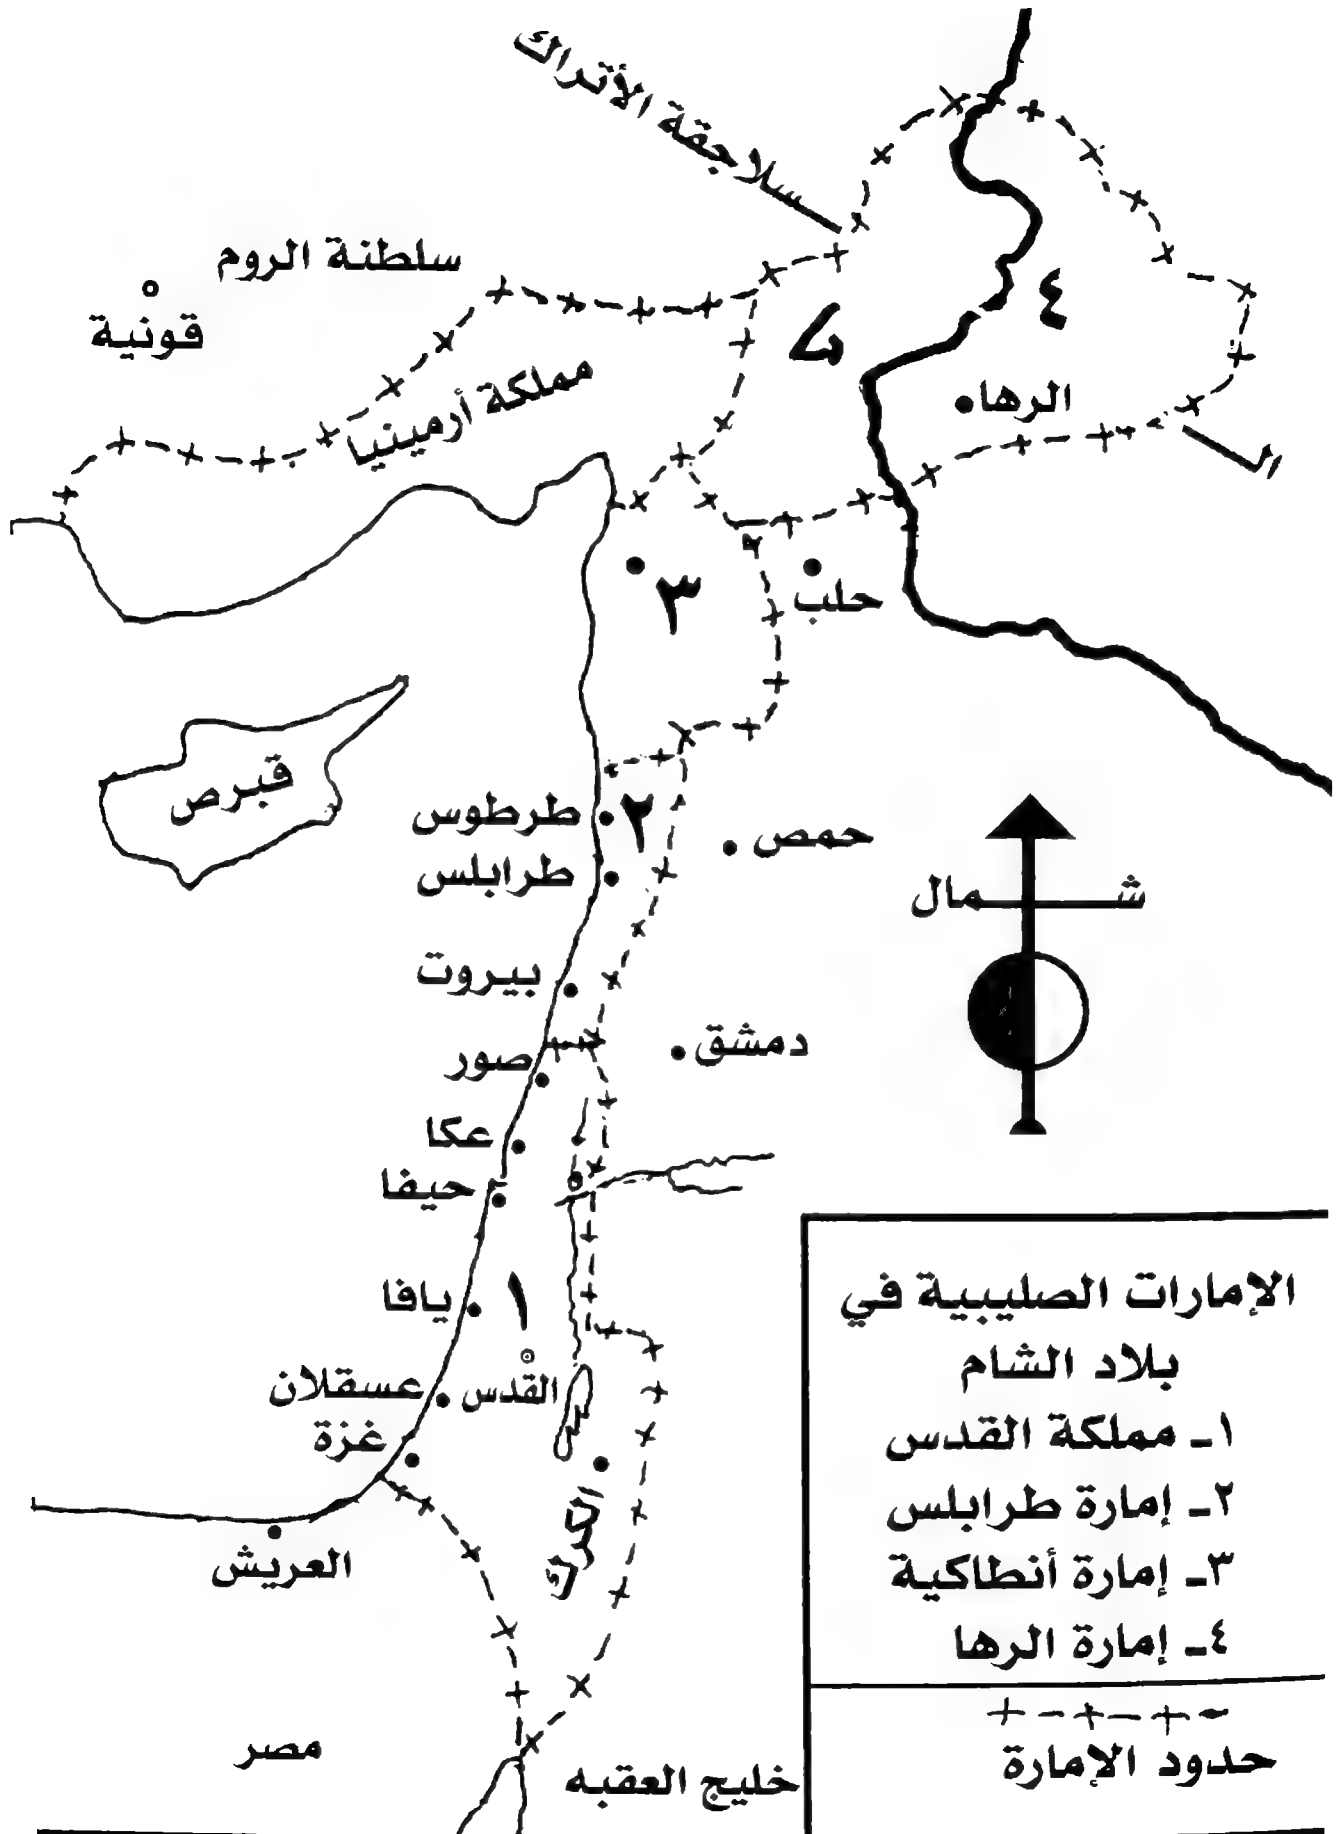 سلاجقة الأتراك
سلطنة الروم
قونية
مملكة أرمينيا
٤
الرها
الـ
٣
حلب
قبرص
٢
طرطوس
حمص
طرابلس
شمال
بيروت
دمشق
صور
عكا
حيفا
١
يافا
القدس
عسقلان
غزة
الكرك
العريش
مصر
خليج العقبه
الإمارات الصليبية في
بلاد الشام
١ـ مملكة القدس
٢ـ إمارة طرابلس
٣ـ إمارة أنطاكية
٤ـ إمارة الرها
حدود الإمارة